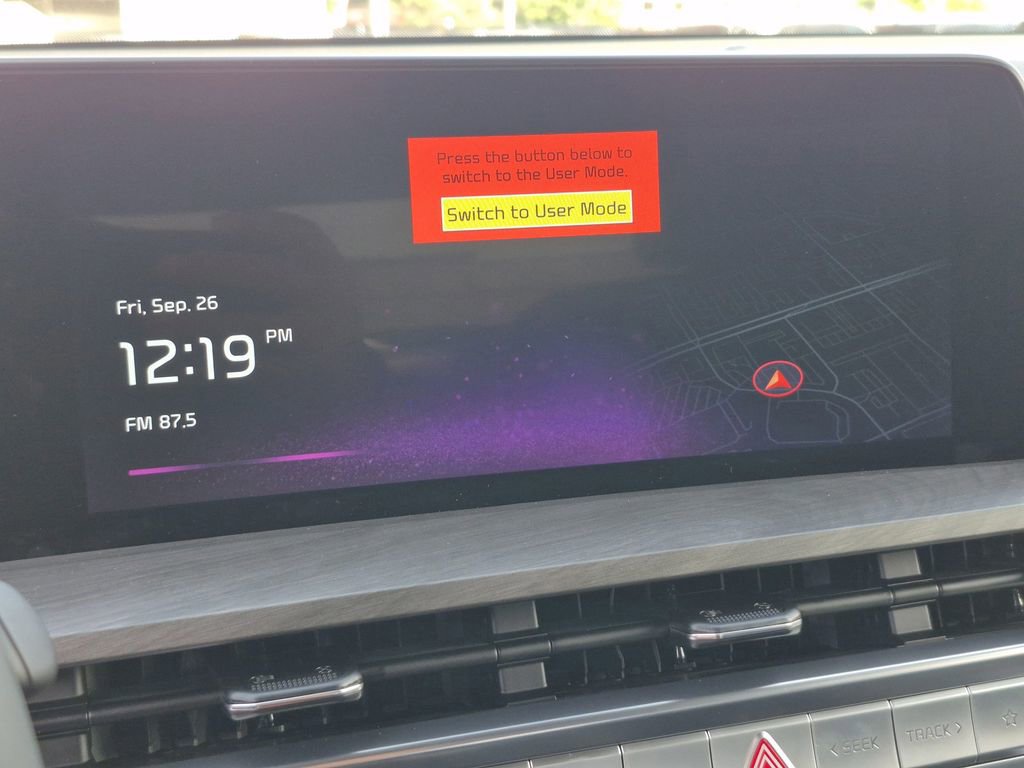 Press the button below to
switch to the User Mode.
Switch to User Mode
Fri, Sep. 26
12:19 PM
FM 87.5
< SEEK
TRACK >